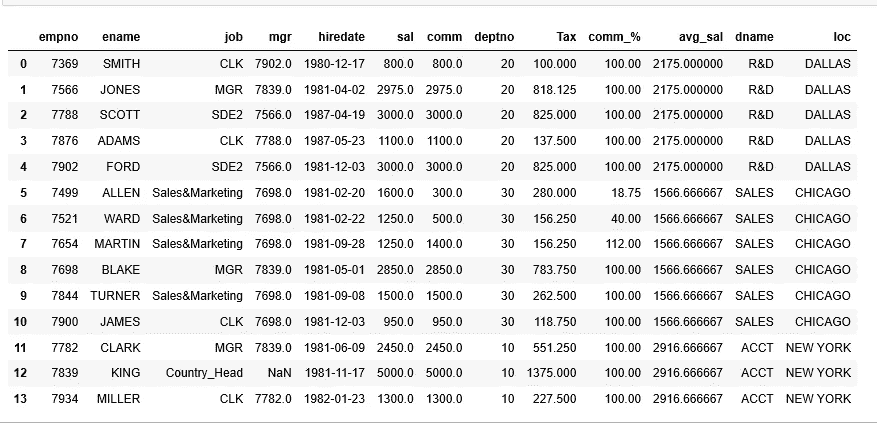 empno ename job mgr hiredate sal comm deptno Tax comm_% avg_sal dname loc
0 7369 SMITH CLK 7902.0 1980-12-17 800.0 800.0 20 100.000 100.00 2175.000000 R&D DALLAS
1 7566 JONES MGR 7839.0 1981-04-02 2975.0 2975.0 20 818.125 100.00 2175.000000 R&D DALLAS
2 7788 SCOTT SDE2 7566.0 1987-04-19 3000.0 3000.0 20 825.000 100.00 2175.000000 R&D DALLAS
3 7876 ADAMS CLK 7788.0 1987-05-23 1100.0 1100.0 20 137.500 100.00 2175.000000 R&D DALLAS
4 7902 FORD SDE2 7566.0 1981-12-03 3000.0 3000.0 20 825.000 100.00 2175.000000 R&D DALLAS
5 7499 ALLEN Sales&Marketing 7698.0 1981-02-20 1600.0 300.0 30 280.000 18.75 1566.666667 SALES CHICAGO
6 7521 WARD Sales&Marketing 7698.0 1981-02-22 1250.0 500.0 30 156.250 40.00 1566.666667 SALES CHICAGO
7 7654 MARTIN Sales&Marketing 7698.0 1981-09-28 1250.0 1400.0 30 156.250 112.00 1566.666667 SALES CHICAGO
8 7698 BLAKE MGR 7839.0 1981-05-01 2850.0 2850.0 30 783.750 100.00 1566.666667 SALES CHICAGO
9 7844 TURNER Sales&Marketing 7698.0 1981-09-08 1500.0 1500.0 30 262.500 100.00 1566.666667 SALES CHICAGO
10 7900 JAMES CLK 7698.0 1981-12-03 950.0 950.0 30 118.750 100.00 1566.666667 SALES CHICAGO
11 7782 CLARK MGR 7839.0 1981-06-09 2450.0 2450.0 10 551.250 100.00 2916.666667 ACCT NEW YORK
12 7839 KING Country_Head NaN 1981-11-17 5000.0 5000.0 10 1375.000 100.00 2916.666667 ACCT NEW YORK
13 7934 MILLER CLK 7782.0 1982-01-23 1300.0 1300.0 10 227.500 100.00 2916.666667 ACCT NEW YORK